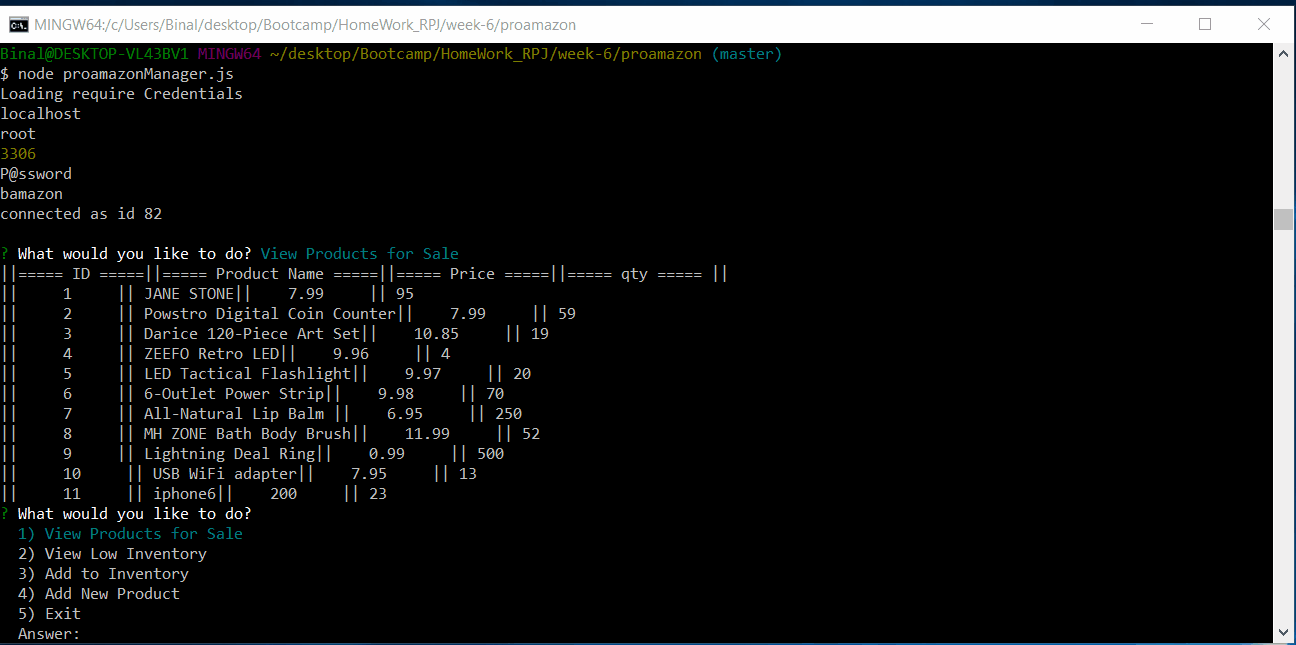 MINGW64:/c/Users/Binal/desktop/Bootcamp/HomeWork_RPJ/week-6/proamazon
Binal@DESKTOP-VL43BV1 MINGW64 ~/desktop/Bootcamp/HomeWork_RPJ/week-6/proamazon (master)
$ node proamazonManager.js
Loading require Credentials
localhost
root
3306
P@ssword
bamazon
connected as id 82
? What would you like to do? View Products for Sale
||===== ID =====||===== Product Name =====||===== Price =====||===== qty ===== ||
||     1     || JANE STONE||    7.99     || 95
||     2     || Powstro Digital Coin Counter||    7.99     || 59
||     3     || Darice 120-Piece Art Set||    10.85     || 19
||     4     || ZEEFO Retro LED||    9.96     || 4
||     5     || LED Tactical Flashlight||    9.97     || 20
||     6     || 6-Outlet Power Strip||    9.98     || 70
||     7     || All-Natural Lip Balm ||    6.95     || 250
||     8     || MH ZONE Bath Body Brush||    11.99     || 52
||     9     || Lightning Deal Ring||    0.99     || 500
||     10     || USB WiFi adapter||    7.95     || 13
||     11     || iphone6||    200     || 23
? What would you like to do?
1) View Products for Sale
2) View Low Inventory
3) Add to Inventory
4) Add New Product
5) Exit
Answer: